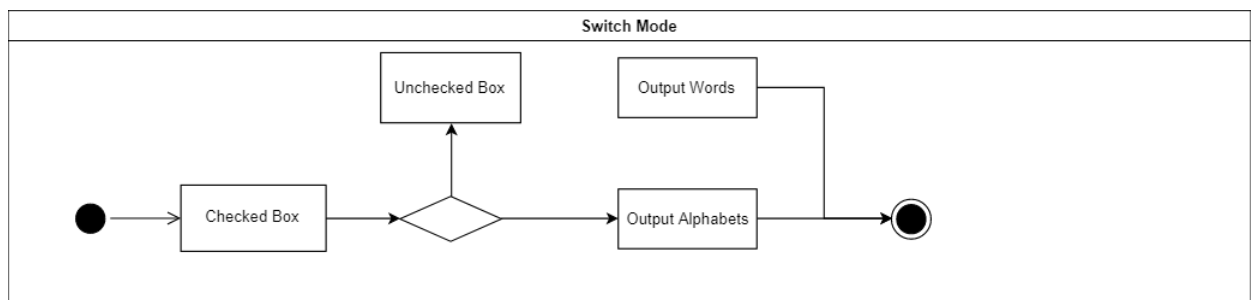 Switch Mode
Unchecked Box
Output Words
Checked Box
Output Alphabets